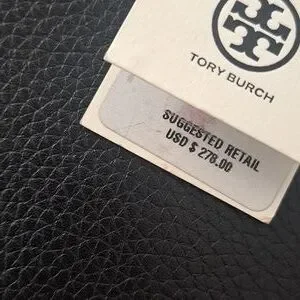 TORY BURCH
SUGGESTED RETAIL
USD $ 278.00